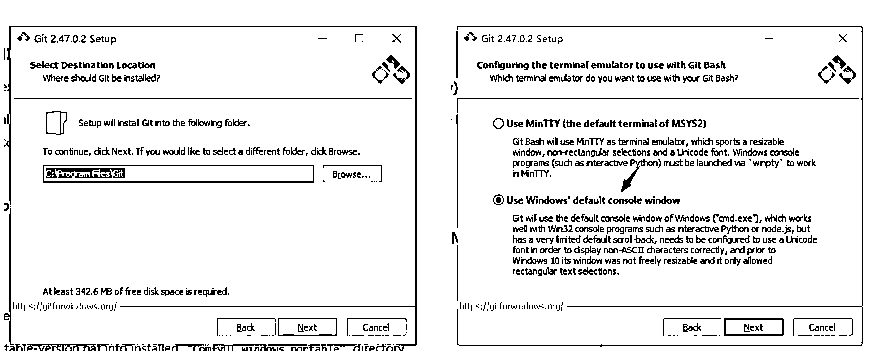 Git 2.47.0.2 Setup
Select Destination Location
Where should Git be installed?
Setup will install Git into the following folder.
To continue, click Next. If you would like to select a different folder, click Browse.
C:\Program Files\Git
Browse...
At least 342.6 MB of free disk space is required.
https://gitforwindows.org/
Back
Next
Cancel
Git 2.47.0.2 Setup
Configuring the terminal emulator to use with Git Bash
Which terminal emulator do you want to use with your Git Bash?
Use MinTTY (the default terminal of MSYS2)
Git Bash will use MinTTY as terminal emulator, which sports a resizable
window, non-rectangular selections and a Unicode font. Windows console
programs (such as interactive Python) must be launched via `winpty` to work
in MinTTY.
Use Windows' default console window
Git will use the default console window of Windows ("cmd.exe"), which works
well with Win32 console programs such as interactive Python or node.js, but
has a very limited default scroll-back, needs to be configured to use a Unicode
font in order to display non-ASCII characters correctly, and prior to
Windows 10 its window was not freely resizable and it only allowed
rectangular text selections.
https://gitforwindows.org/
Back
Next
Cancel
table-version.bat into installed "ComfyUI_windows_portable" directory